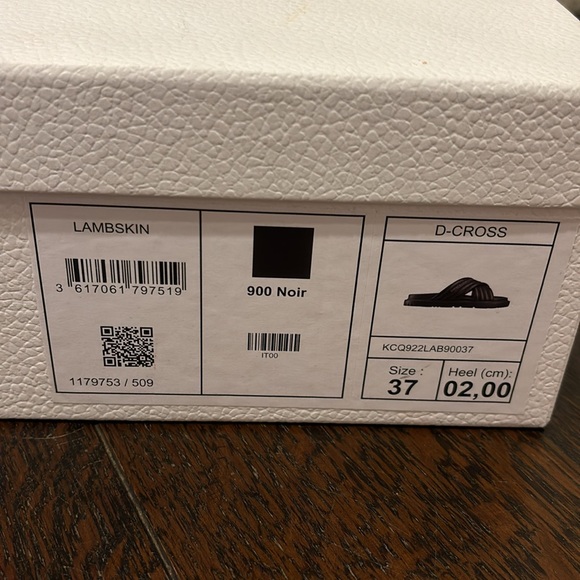 LAMBSKIN
3 617061 797519
1179753 / 509
900 Noir
IT00
D-CROSS
KCQ922LAB90037
Size :
37
Heel (cm):
02,00